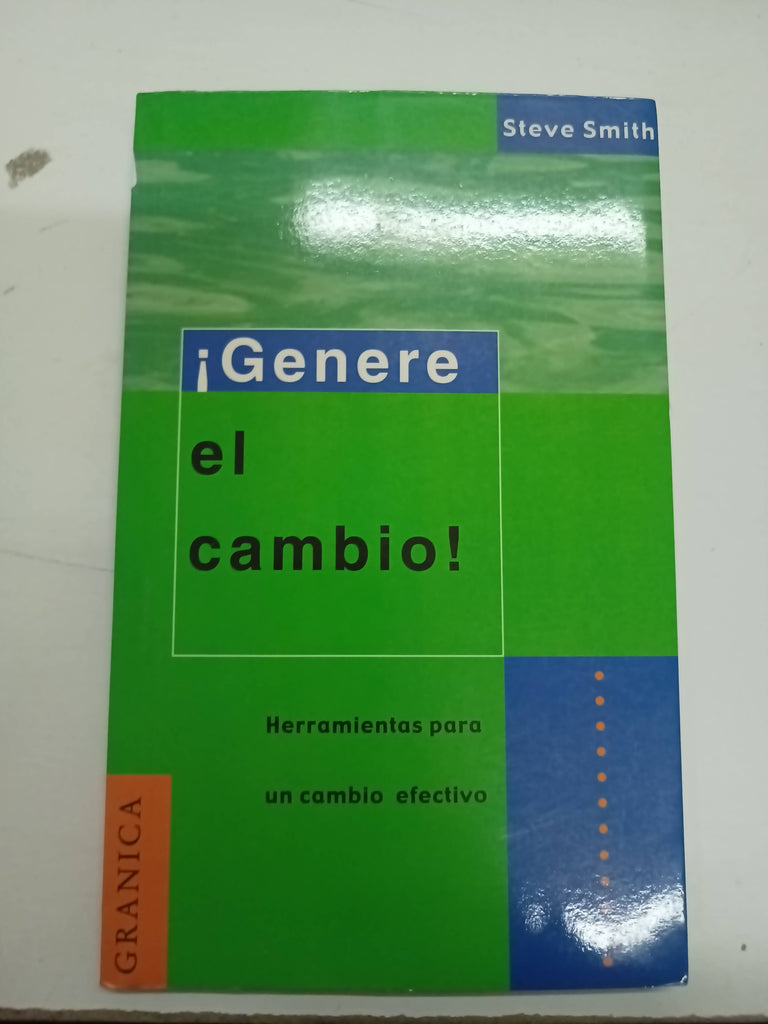 Steve Smith
¡Genere
el
cambio!
Herramientas para
un cambio efectivo
GRANICA